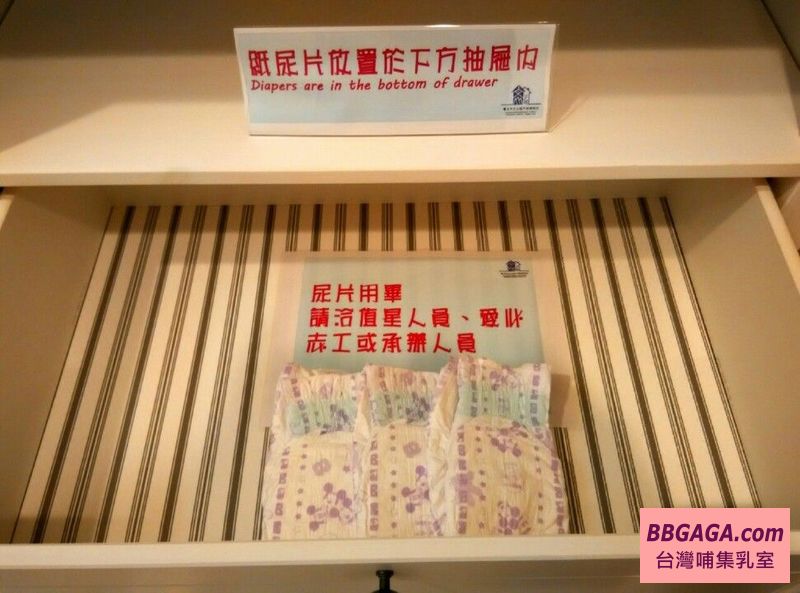 紙尿片放置於下方抽屜內
Diapers are in the bottom of drawer
尿片用畢
請洽值星人員、愛心
志工或承辦人員
BBGAGA.com
台灣哺集乳室